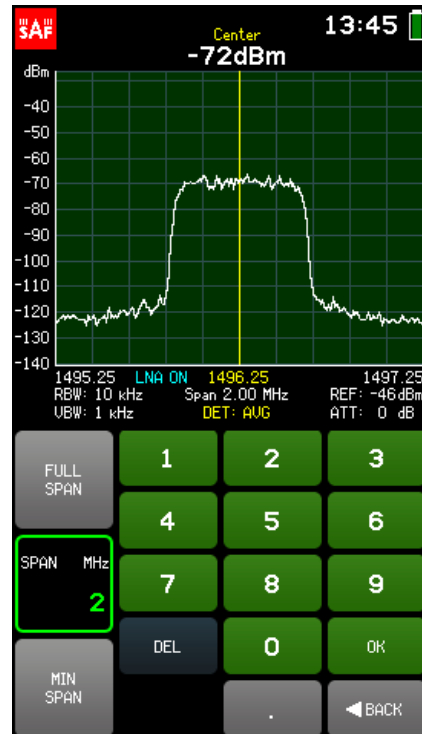 SAF
Center
13:45
-72dBm
dBm
-40
-50
-60
-70
-80
-90
-100
-110
-120
-130
-140
1495.25 LNA ON 1496.25 1497.25
RBW: 10 kHz Span 2.00 MHz REF: -46dBm
VBW: 1 kHz DET: AVG ATT: 0 dB
FULL
SPAN
1 2 3
4 5 6
SPAN MHz
2
7 8 9
DEL 0 OK
MIN
SPAN
. BACK